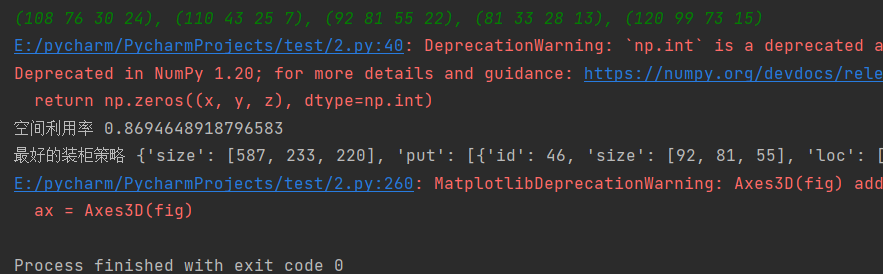 (108 76 30 24), (110 43 25 7), (92 81 55 22), (81 33 28 13), (120 99 73 15)
E:/pycharm/PycharmProjects/test/2.py:40: DeprecationWarning: `np.int` is a deprecated a
Deprecated in NumPy 1.20; for more details and guidance: https://numpy.org/devdocs/rele
return np.zeros((x, y, z), dtype=np.int)
空间利用率 0.8694648918796583
最好的装柜策略 {'size': [587, 233, 220], 'put': [{'id': 46, 'size': [92, 81, 55], 'loc': [
E:/pycharm/PycharmProjects/test/2.py:260: MatplotlibDeprecationWarning: Axes3D(fig) add
ax = Axes3D(fig)
Process finished with exit code 0